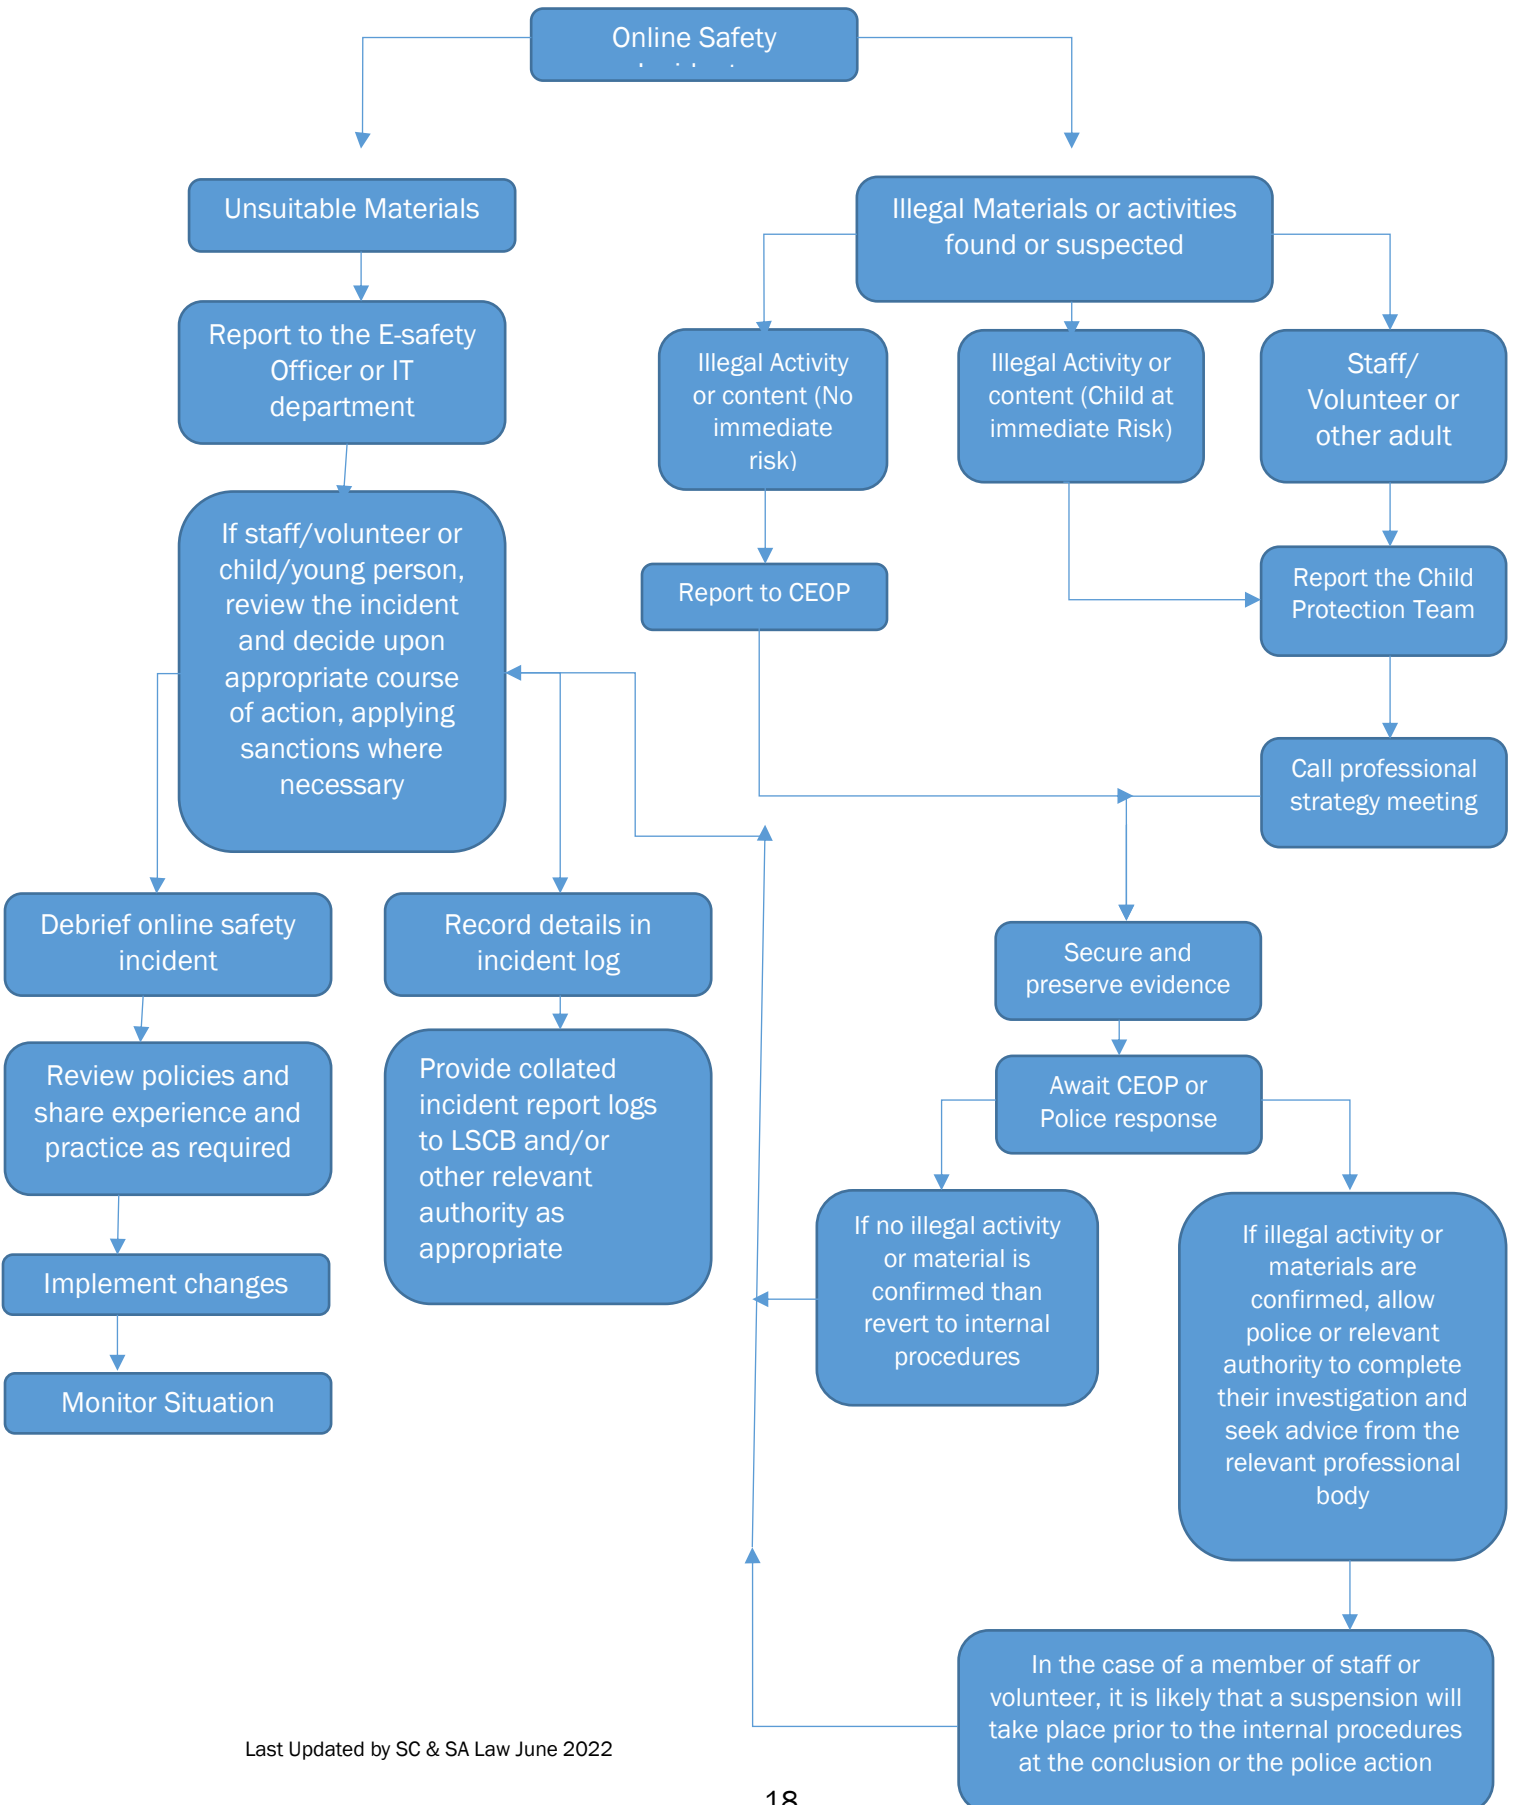 Online Safety
Unsuitable Materials
Illegal Materials or activities
found or suspected
Report to the E-safety
Officer or IT
department
Illegal Activity
or content (No
immediate
risk)
Illegal Activity or
content (Child at
immediate Risk)
Staff/
Volunteer or
other adult
If staff/volunteer or
child/young person,
review the incident
and decide upon
appropriate course
of action, applying
sanctions where
necessary
Report to CEOP
Report the Child
Protection Team
Call professional
strategy meeting
Debrief online safety
incident
Record details in
incident log
Secure and
preserve evidence
Review policies and
share experience and
practice as required
Provide collated
incident report logs
to LSCB and/or
other relevant
authority as
appropriate
Await CEOP or
Police response
Implement changes
If no illegal activity
or material is
confirmed than
revert to internal
procedures
If illegal activity or
materials are
confirmed, allow
police or relevant
authority to complete
their investigation and
seek advice from the
relevant professional
body
Monitor Situation
In the case of a member of staff or
volunteer, it is likely that a suspension will
take place prior to the internal procedures
at the conclusion or the police action
Last Updated by SC & SA Law June 2022
18